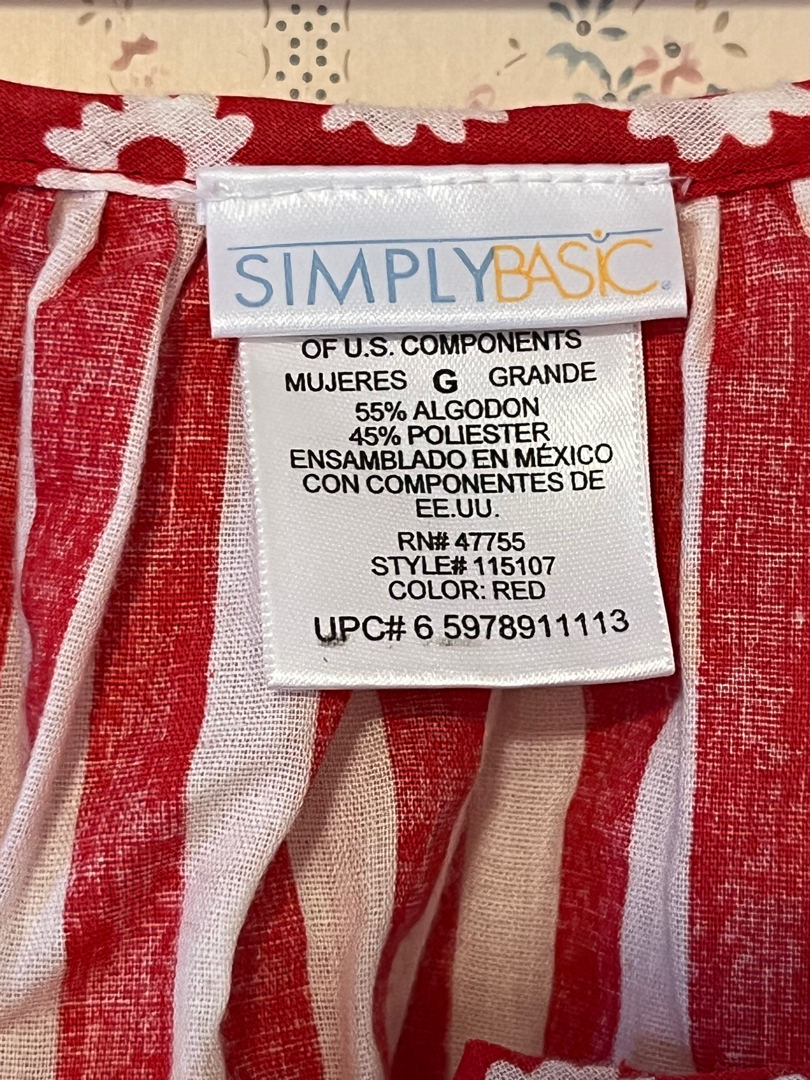 SIMPLYBASIC®
OF U.S. COMPONENTS
MUJERES G GRANDE
55% ALGODON
45% POLIESTER
ENSAMBLADO EN MÉXICO
CON COMPONENTES DE
EE.UU.
RN# 47755
STYLE# 115107
COLOR: RED
UPC# 6 5978911113